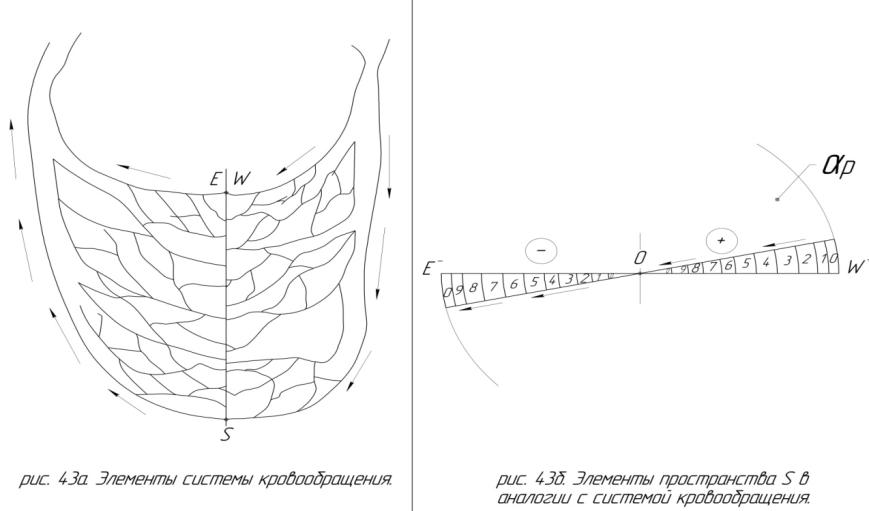 E W
S
рис. 43а. Элементы системы кровообращения.
αp
− +
O
E⁻ W⁺
0 9 8 7 6 5 4 3 2 1 0
0 9 8 7 6 5 4 3 2 1 0
рис. 43б. Элементы пространства S в
аналогии с системой кровообращения.